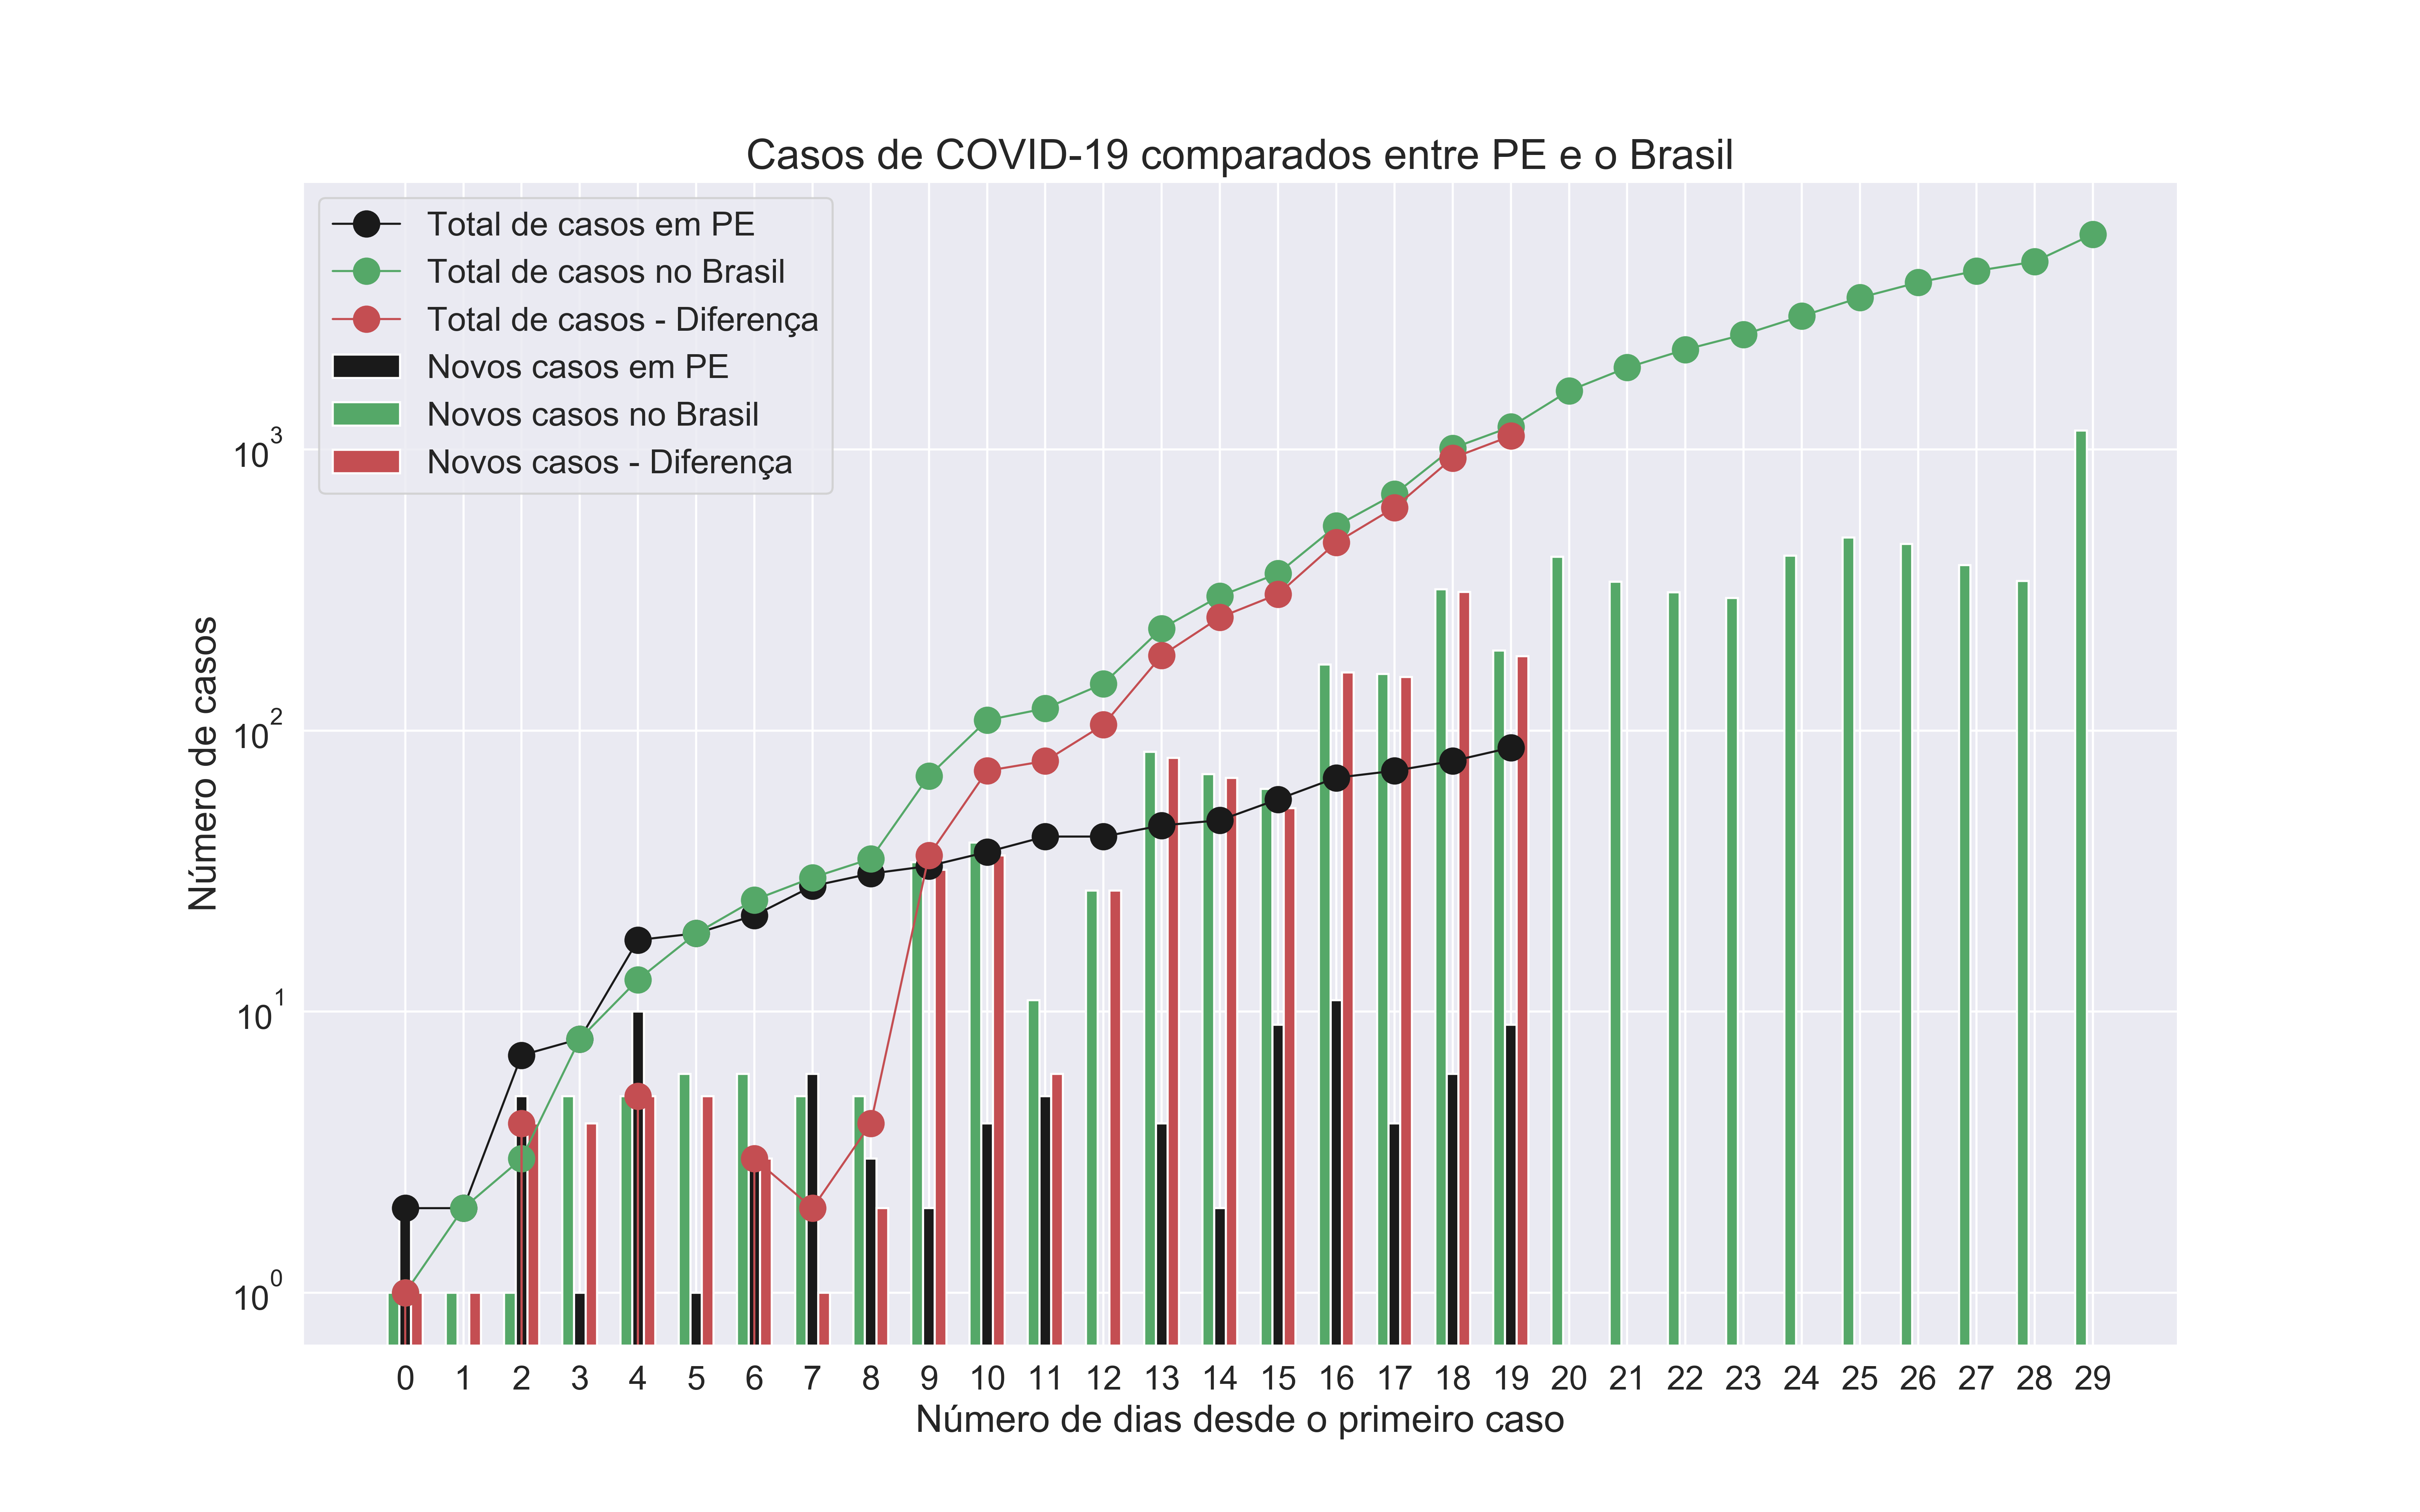 Casos de COVID-19 comparados entre PE e o Brasil
Total de casos em PE
Total de casos no Brasil
Total de casos - Diferença
Novos casos em PE
Novos casos no Brasil
Novos casos - Diferença
Número de casos
10^3
10^2
10^1
10^0
0 1 2 3 4 5 6 7 8 9 10 11 12 13 14 15 16 17 18 19 20 21 22 23 24 25 26 27 28 29
Número de dias desde o primeiro caso